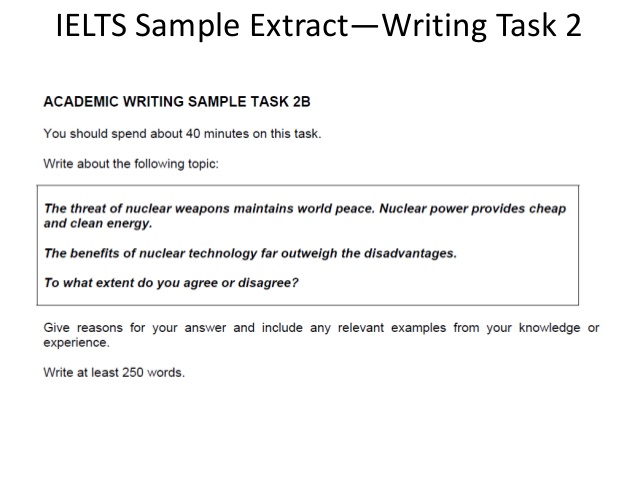 IELTS Sample Extract—Writing Task 2
ACADEMIC WRITING SAMPLE TASK 2B
You should spend about 40 minutes on this task.
Write about the following topic:
The threat of nuclear weapons maintains world peace. Nuclear power provides cheap
and clean energy.
The benefits of nuclear technology far outweigh the disadvantages.
To what extent do you agree or disagree?
Give reasons for your answer and include any relevant examples from your knowledge or
experience.
Write at least 250 words.